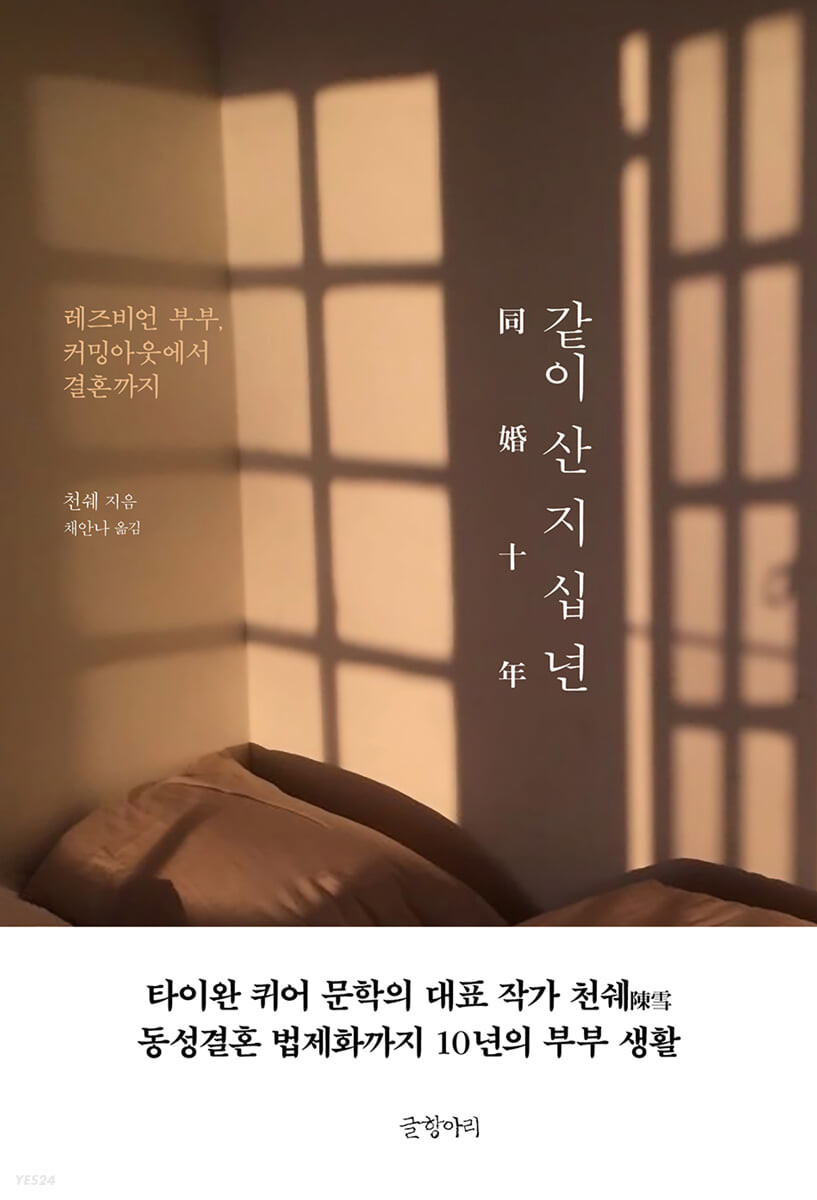 같이 산 지 십 년
同婚十年
레즈비언 부부,
커밍아웃에서
결혼까지
천쉐 지음
채안나 옮김
타이완 퀴어 문학의 대표 작가 천쉐陳雪
동성결혼 법제화까지 10년의 부부 생활
글항아리
YES24